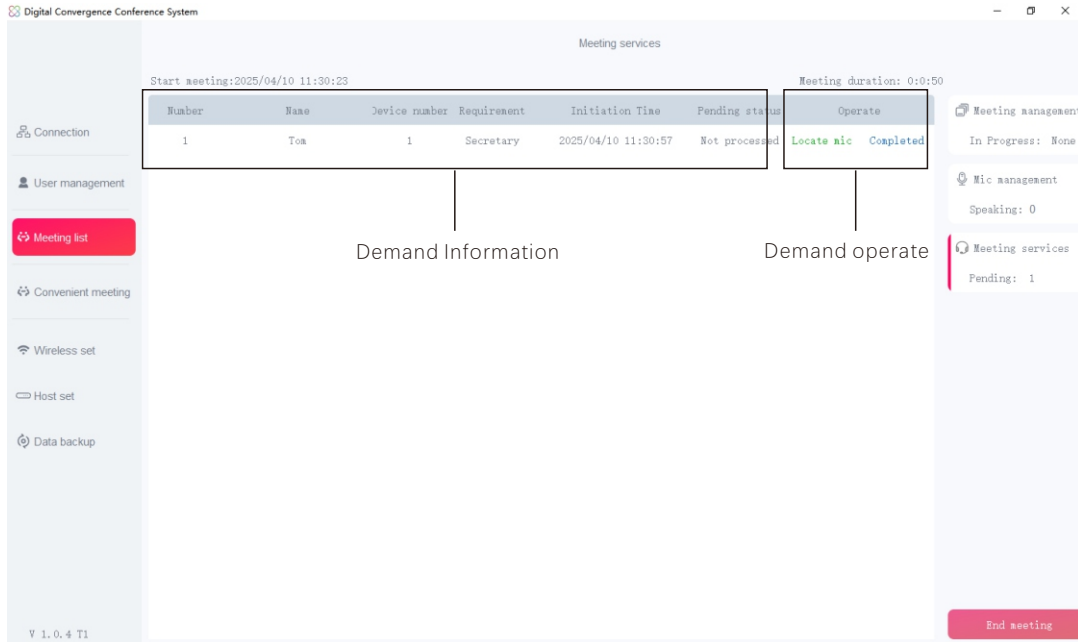 Digital Convergence Conference System
Meeting services
Start meeting:2025/04/10 11:30:23 Meeting duration: 0:0:50
Number Name Device number Requirement Initiation Time Pending status Operate
1 Tom 1 Secretary 2025/04/10 11:30:57 Not processed Locate mic Completed
Demand Information Demand operate
Connection
User management
Meeting list
Convenient meeting
Wireless set
Host set
Data backup
V 1.0.4 T1
Meeting management
In Progress: None
Mic management
Speaking: 0
Meeting services
Pending: 1
End meeting